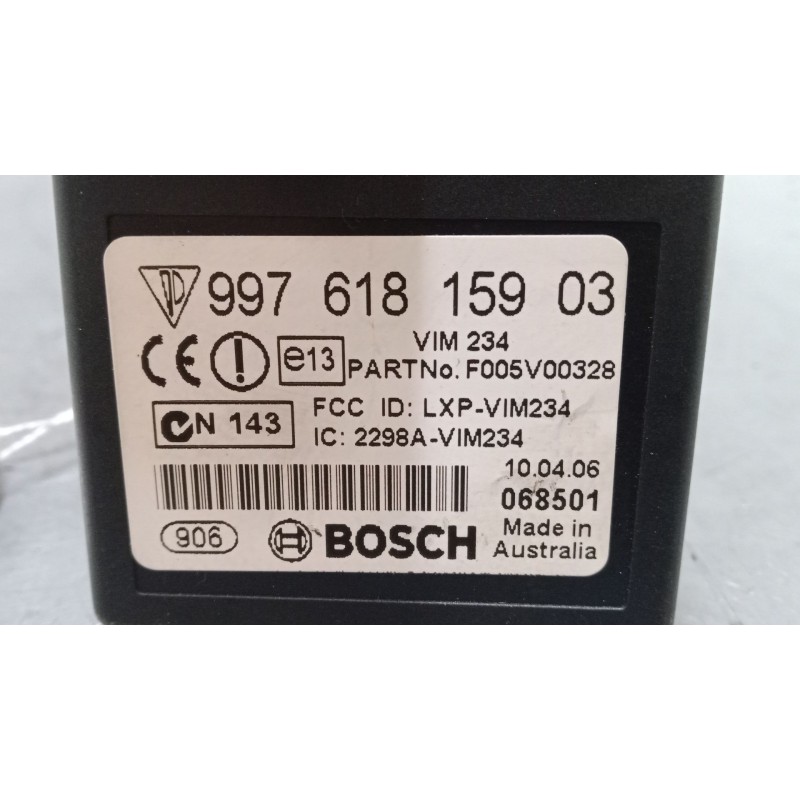 997 618 159 03
VIM 234
CE e13 PARTNo. F005V00328
N 143 FCC ID: LXP-VIM234
IC: 2298A-VIM234
10.04.06
068501
906 BOSCH Made in
Australia